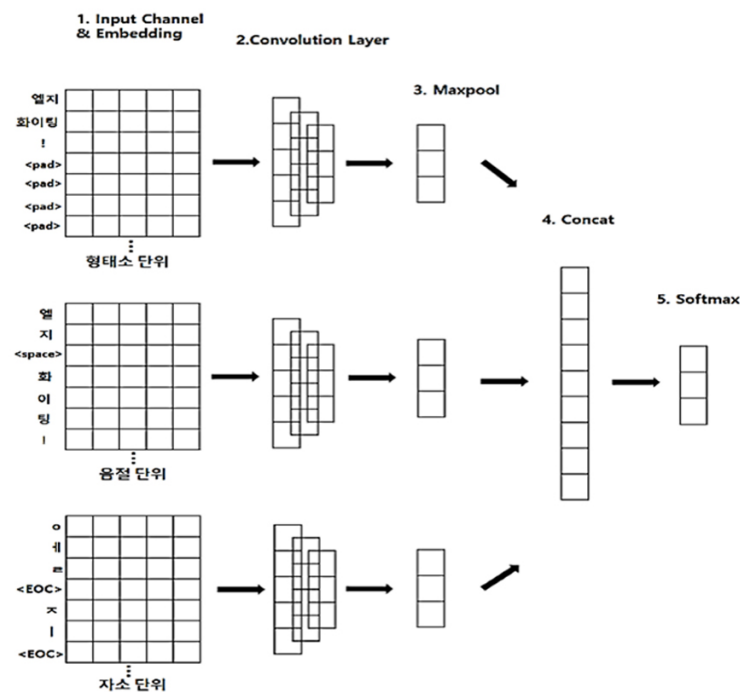 1. Input Channel
& Embedding
2.Convolution Layer
3. Maxpool
엘지
화이팅
!
<pad>
<pad>
<pad>
<pad>
형태소 단위
4. Concat
5. Softmax
엘
지
<space>
화
이
팅
!
음절 단위
ㅇ
ㅔ
ㄹ
<EOC>
ㅈ
ㅣ
<EOC>
자소 단위